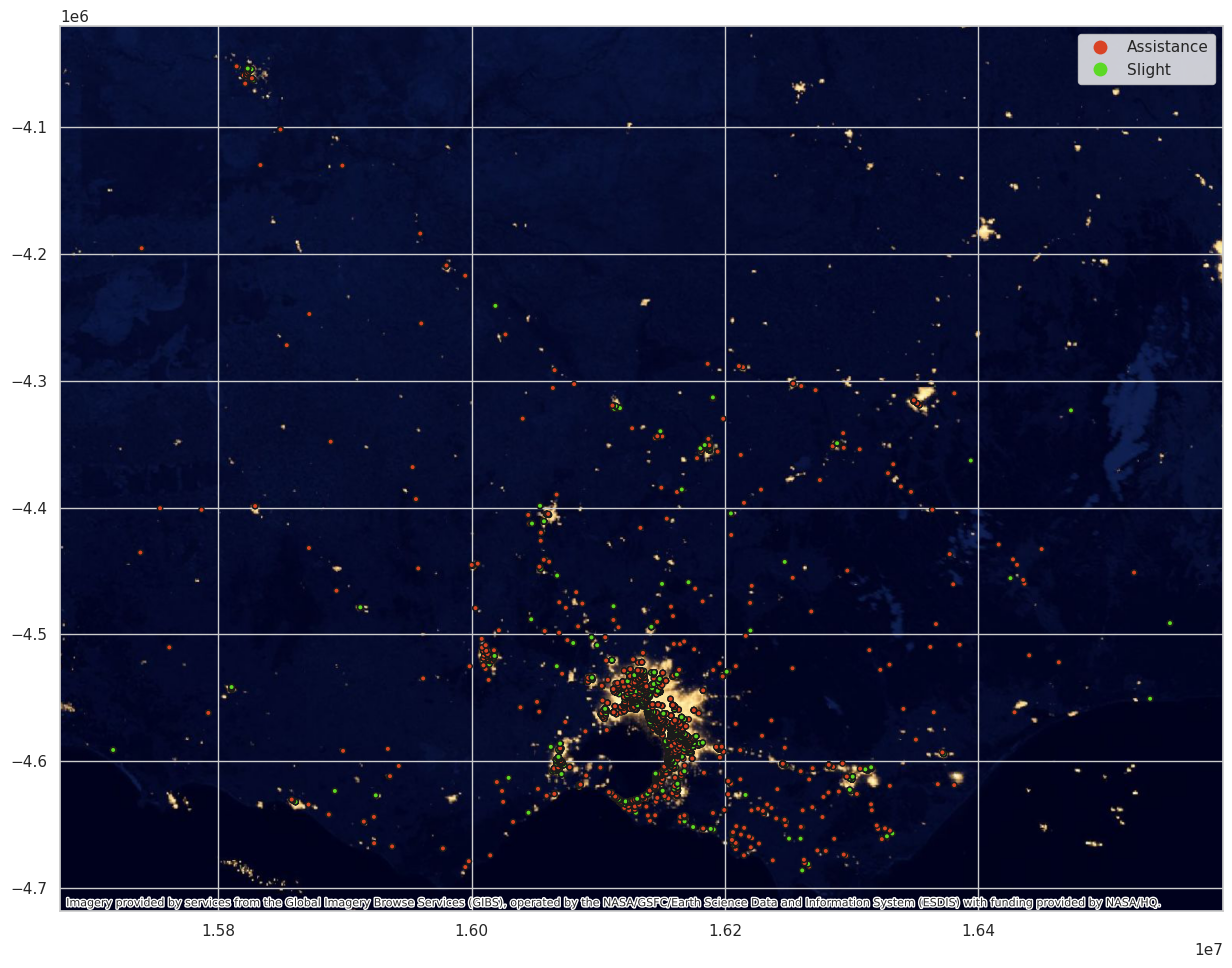 1e6
Assistance
Slight
−4.1
−4.2
−4.3
−4.4
−4.5
−4.6
−4.7
Imagery provided by services from the Global Imagery Browse Services (GIBS), operated by the NASA/GSFC/Earth Science Data and Information System (ESDIS) with funding provided by NASA/HQ.
1.58 1.60 1.62 1.64
1e7